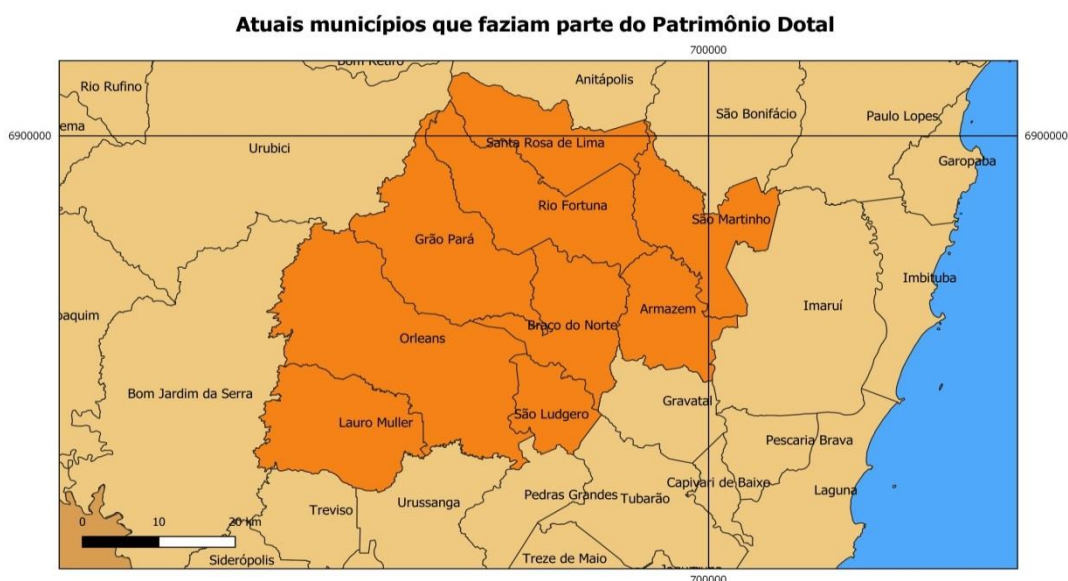 Atuais municípios que faziam parte do Patrimônio Dotal
700000
Bom Retiro
Rio Rufino
Anitápolis
São Bonifácio
Paulo Lopes
ema
6900000
6900000
Santa Rosa de Lima
Urubici
Garopaba
Rio Fortuna
São Martinho
Grão Pará
Imbituba
Imaruí
Armazem
oaquim
Braço do Norte
Orleans
Bom Jardim da Serra
Gravatal
São Ludgero
Lauro Muller
Pescaria Brava
Capivari de Baixo
Laguna
Pedras Grandes
Tubarão
Urussanga
Treviso
0 10 20 km
Siderópolis
Treze de Maio
700000